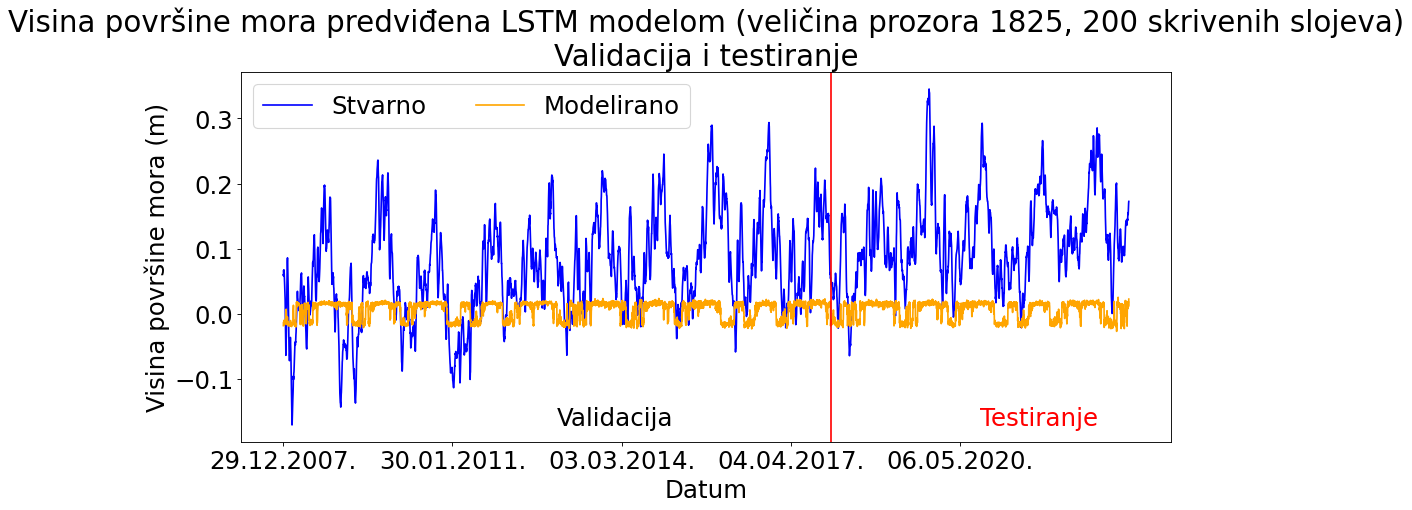 Visina površine mora predviđena LSTM modelom (veličina prozora 1825, 200 skrivenih slojeva)
Validacija i testiranje
Stvarno
Modelirano
Visina površine mora (m)
0.3
0.2
0.1
0.0
−0.1
Validacija
Testiranje
29.12.2007.
30.01.2011.
03.03.2014.
04.04.2017.
06.05.2020.
Datum